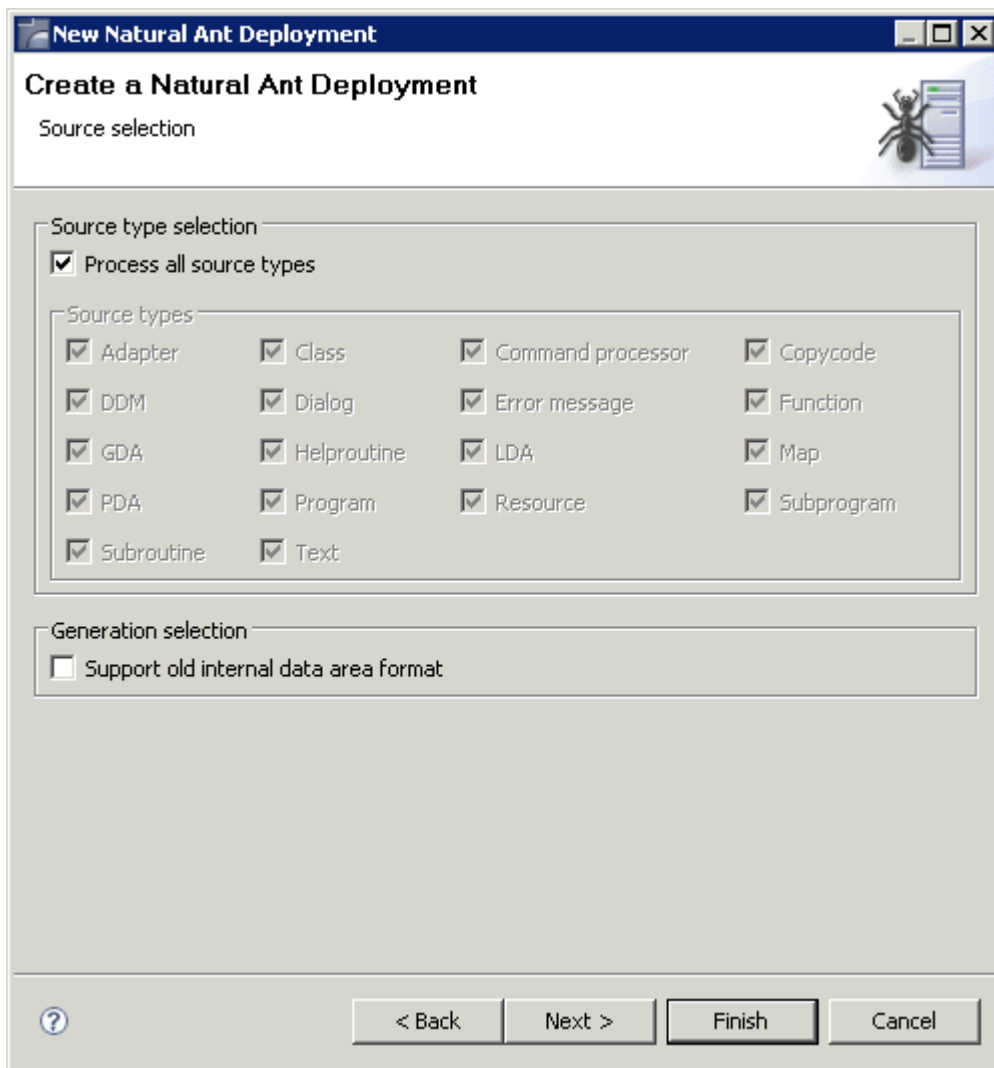 New Natural Ant Deployment
Create a Natural Ant Deployment
Source selection
Source type selection
Process all source types
Source types
Adapter Class Command processor Copycode
DDM Dialog Error message Function
GDA Helproutine LDA Map
PDA Program Resource Subprogram
Subroutine Text
Generation selection
Support old internal data area format
? < Back Next > Finish Cancel